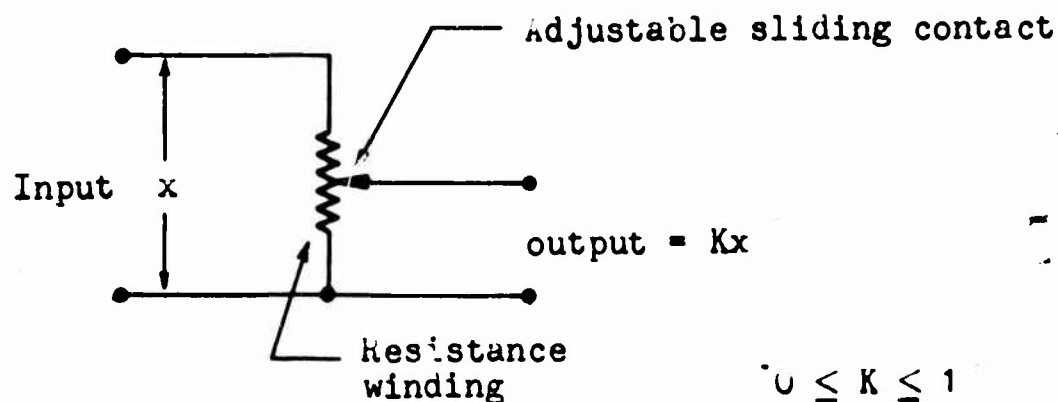 Adjustable sliding contact
Input x
output = Kx
Resistance
winding
0 ≤ K ≤ 1